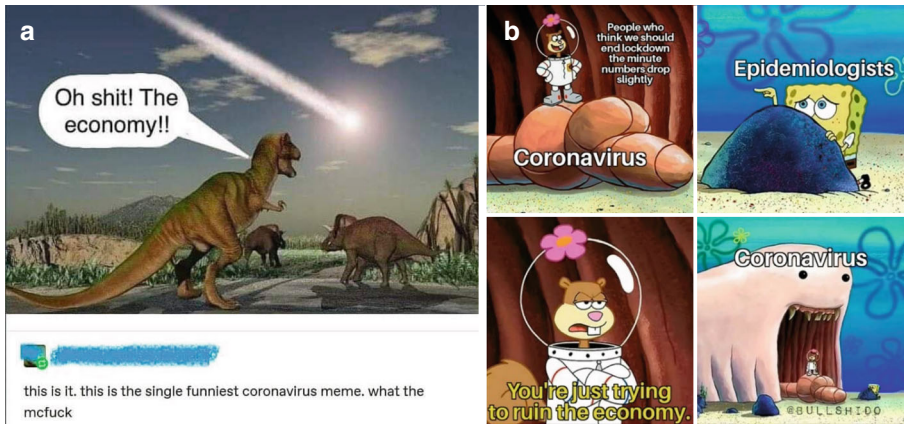 a
Oh shit! The
economy!!
this is it. this is the single funniest coronavirus meme. what the
mcfuck
b
People who
think we should
end lockdown
the minute
numbers drop
slightly
Coronavirus
Epidemiologists
You're just trying
to ruin the economy.
Coronavirus
@BULLSHIDO